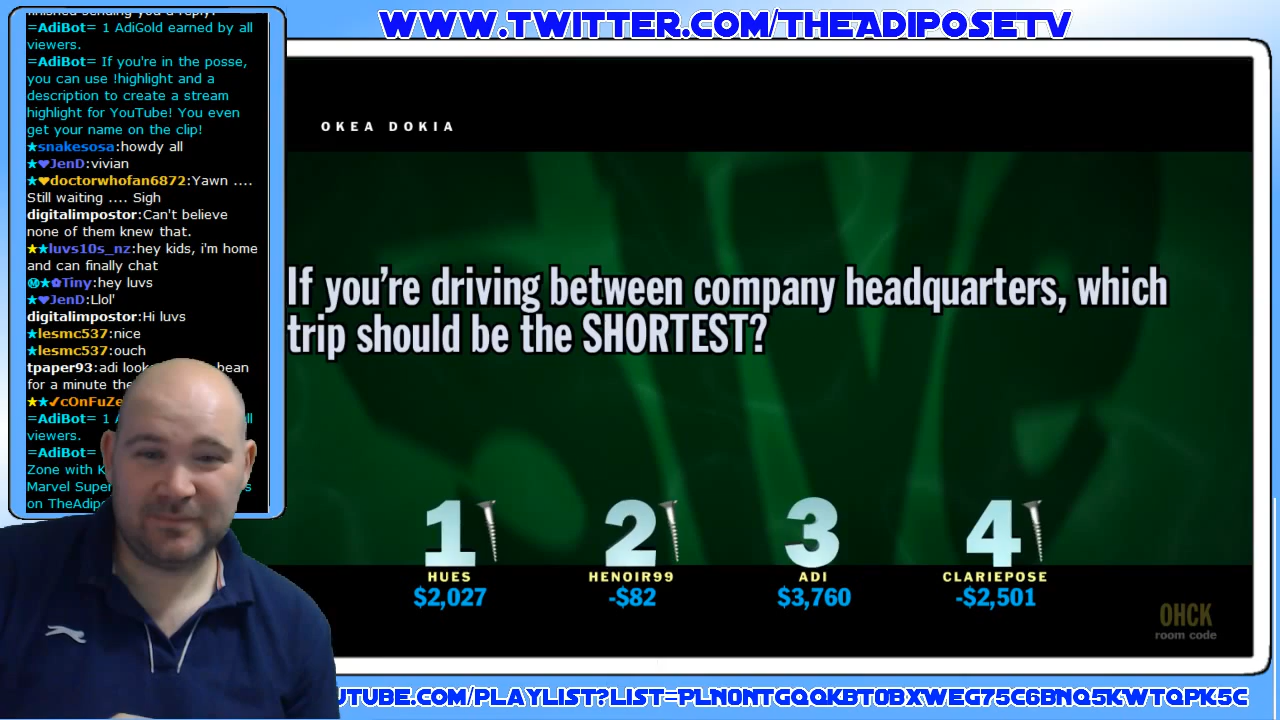 WWW.TWITTER.COM/THEADIPOSETV
=AdiBot= 1 AdiGold earned by all
viewers.
=AdiBot= If you're in the posse,
you can use !highlight and a
description to create a stream
highlight for YouTube! You even
get your name on the clip!
★snakesosa:howdy all
★❤JenD:vivian
★❤doctorwhofan6872:Yawn ....
Still waiting .... Sigh
digitalimpostor:Can't believe
none of them knew that.
★★luvs10s_nz:hey kids, i'm home
and can finally chat
Ⓜ★✿Tiny:hey luvs
★❤JenD:Llol'
digitalimpostor:Hi luvs
★lesmc537:nice
★lesmc537:ouch
tpaper93:adi look bean
for a minute the
★★✔cOnFuZe
=AdiBot= 1 A ll
viewers.
=AdiBot
Zone with K
Marvel Super s
on TheAdip
OKEA DOKIA
If you're driving between company headquarters, which
trip should be the SHORTEST?
1 2 3 4
HUES HENOIR99 ADI CLARIEPOSE
$2,027 -$82 $3,760 -$2,501
OHCK
room code
UTUBE.COM/PLAYLIST?LIST=PLN0NTGQQKBT0BXWEG75C6BNQ5KWTQPK5C